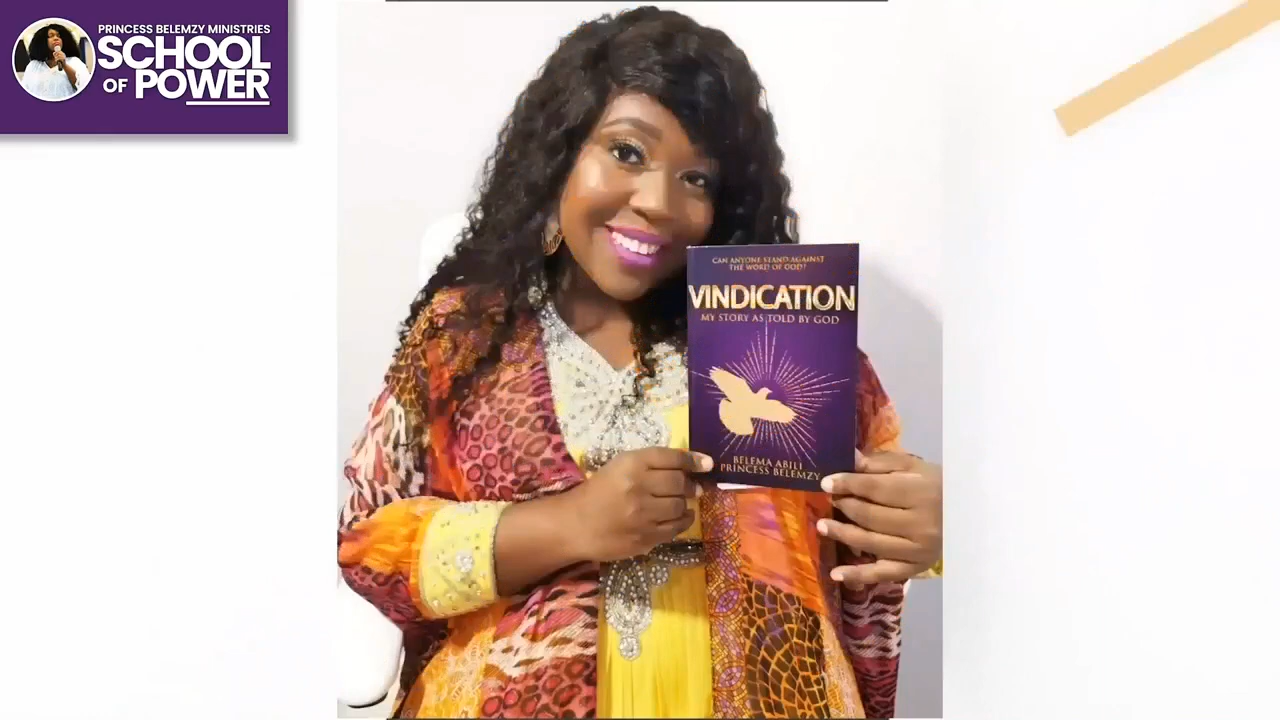 PRINCESS BELEMZY MINISTRIES
SCHOOL
OF POWER
CAN ANYONE STAND AGAINST
THE WORD OF GOD?
VINDICATION
MY STORY AS TOLD BY GOD
BELEMA ABILI
PRINCESS BELEMZY